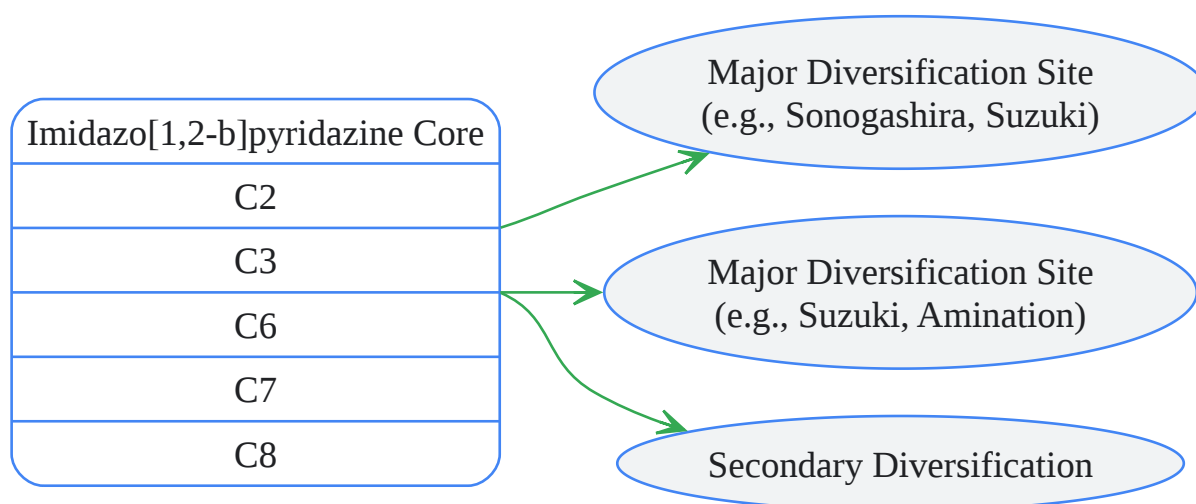 Imidazo[1,2-b]pyridazine Core
C2
C3
C6
C7
C8
Major Diversification Site
(e.g., Sonogashira, Suzuki)
Major Diversification Site
(e.g., Suzuki, Amination)
Secondary Diversification